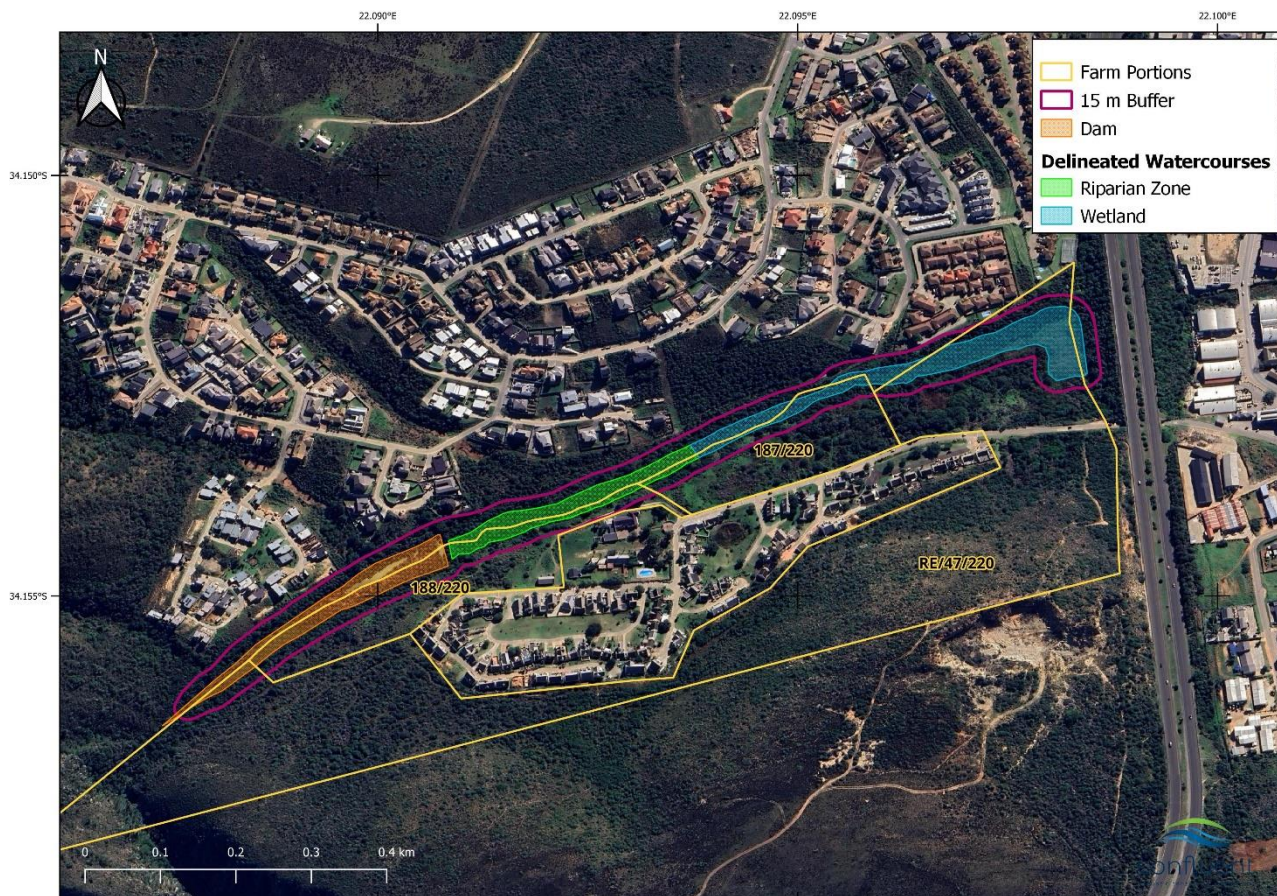 22.090°E
22.095°E
22.100°E
N
Farm Portions
15 m Buffer
Dam
Delineated Watercourses
Riparian Zone
Wetland
34.150°S
187/220
RE/47/220
188/220
34.155°S
0
0.1
0.2
0.3
0.4 km